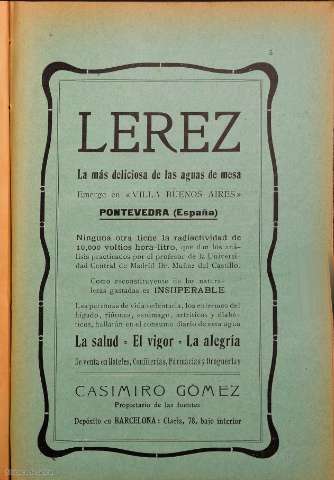 LEREZ
La más deliciosa de las aguas de mesa
Emerge en «VILLA BUENOS AIRES»
PONTEVEDRA (España)
Ninguna otra tiene la radiactividad de
10,000 voltios hora-litro, que dan los aná-
lisis practicados por el profesor de la Universi-
dad Central de Madrid Dr. Muñoz del Castillo.
Como reconstituyente de las natura-
lezas gastadas es INSUPERABLE
Las personas de vida sedentaria, los enfermos del
hígado, riñones, estómago, artríticos y diabé-
ticos, hallarán en el consumo diario de esta agua
La salud - El vigor - La alegría
De venta en Hoteles, Confiterías, Farmacias y Droguerías
CASIMIRO GÓMEZ
Propietario de las fuentes
Depósito en BARCELONA: Claris, 78, bajo interior